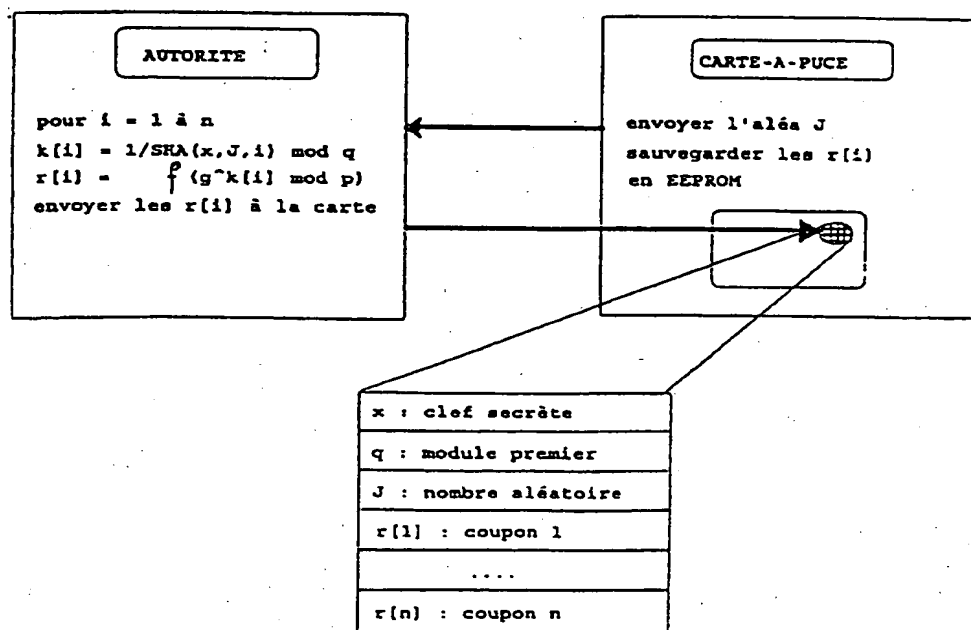 AUTORITE
pour i = 1 à n
k[i] = 1/SHA(x,J,i) mod q
r[i] = f (g^k[i] mod p)
envoyer les r[i] à la carte
CARTE-A-PUCE
envoyer l'aléa J
sauvegarder les r[i]
en EEPROM
x : clef secrète
q : module premier
J : nombre aléatoire
r[1] : coupon 1
....
r[n] : coupon n